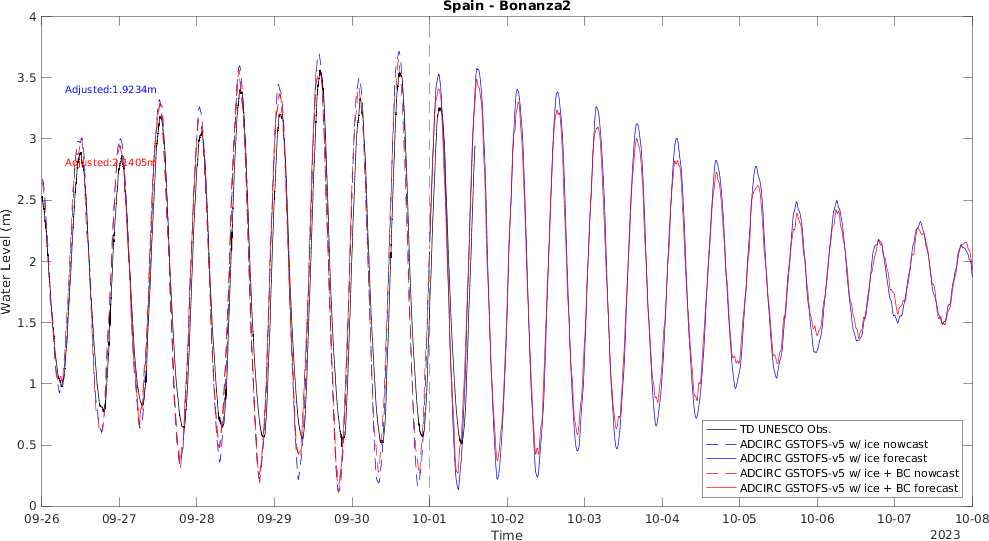 Spain - Bonanza2
4
3.5
3
2.5
2
1.5
1
0.5
0
Water Level (m)
Adjusted:1.9234m
Adjusted:2.1405m
TD UNESCO Obs.
ADCIRC GSTOFS-v5 w/ ice nowcast
ADCIRC GSTOFS-v5 w/ ice forecast
ADCIRC GSTOFS-v5 w/ ice + BC nowcast
ADCIRC GSTOFS-v5 w/ ice + BC forecast
09-26 09-27 09-28 09-29 09-30 10-01 10-02 10-03 10-04 10-05 10-06 10-07 10-08
Time
2023